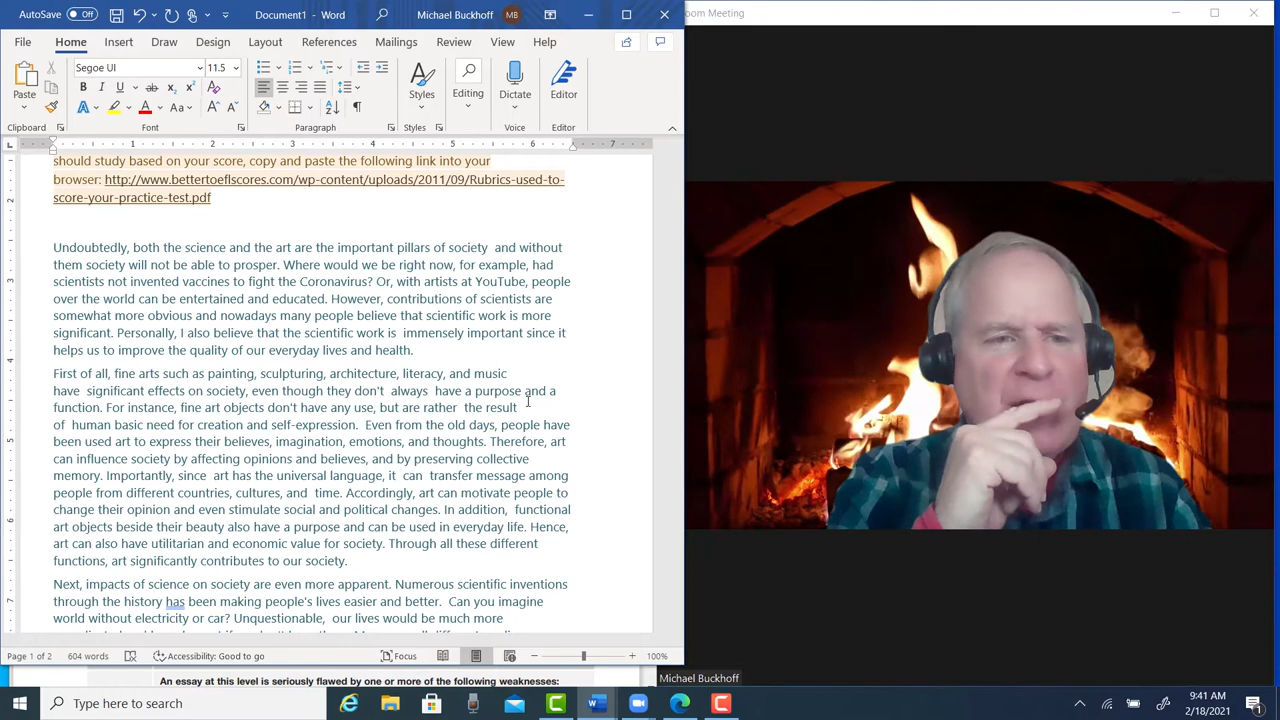 AutoSave
Off
Document1
Michael Buckhoff
MB
oom Meeting
File
Home
Insert
Draw
Design
Layout
References
Mailings
Review
View
Help
Paste
Segoe UI
11.5
Styles
Editing
Dictate
Editor
Clipboard
Font
Paragraph
Styles
Voice
Editor
1 2 3 4 5 6 7
should study based on your score, copy and paste the following link into your
browser: http://www.bettertoeflscores.com/wp-content/uploads/2011/09/Rubrics-used-to-
score-your-practice-test.pdf
Undoubtedly, both the science and the art are the important pillars of society  and without
them society will not be able to prosper. Where would we be right now, for example, had
scientists not invented vaccines to fight the Coronavirus? Or, with artists at YouTube, people
over the world can be entertained and educated. However, contributions of scientists are
somewhat more obvious and nowadays many people believe that scientific work is more
significant. Personally, I also believe that the scientific work is  immensely important since it
helps us to improve the quality of our everyday lives and health.
First of all, fine arts such as painting, sculpturing, architecture, literacy, and music
have  significant effects on society, even though they don't  always  have a purpose and a
function. For instance, fine art objects don't have any use, but are rather  the result
of  human basic need for creation and self-expression.  Even from the old days, people have
been used art to express their believes, imagination, emotions, and thoughts. Therefore, art
can influence society by affecting opinions and believes, and by preserving collective
memory. Importantly, since  art has the universal language, it  can  transfer message among
people from different countries, cultures, and  time. Accordingly, art can motivate people to
change their opinion and even stimulate social and political changes. In addition,  functional
art objects beside their beauty also have a purpose and can be used in everyday life. Hence,
art can also have utilitarian and economic value for society. Through all these different
functions, art significantly contributes to our society.
Next, impacts of science on society are even more apparent. Numerous scientific inventions
through the history has been making people's lives easier and better.  Can you imagine
world without electricity or car? Unquestionable,  our lives would be much more
Page 1 of 2
604 words
Accessibility: Good to go
Focus
100%
An essay at this level is seriously flawed by one or more of the following weaknesses:
Michael Buckhoff
Type here to search
9:41 AM
2/18/2021